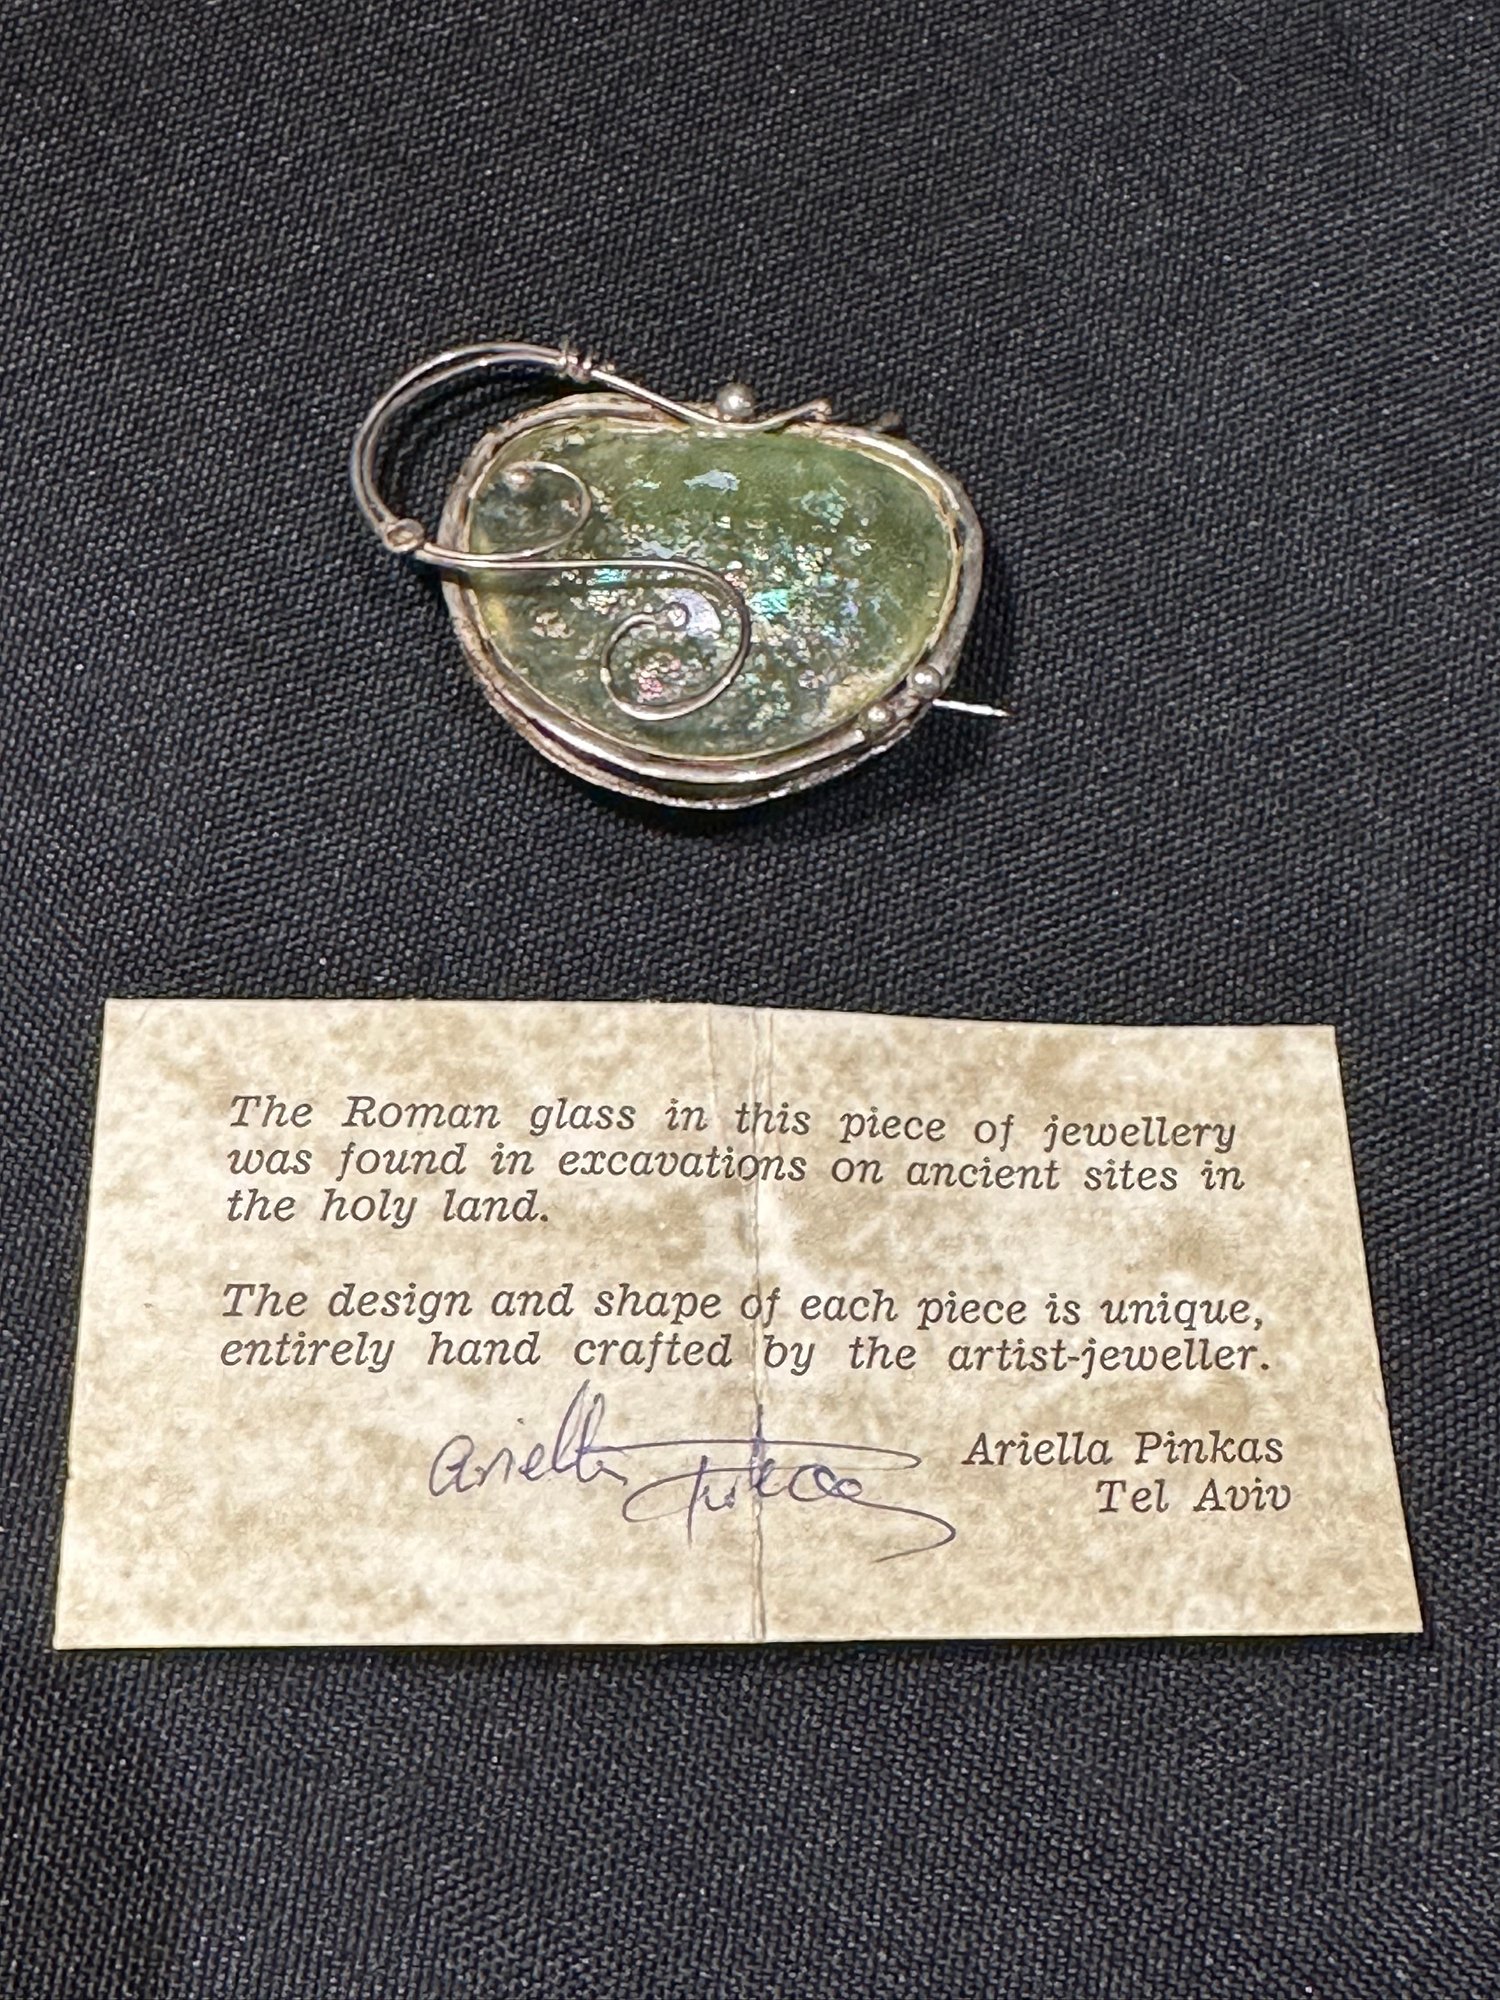 The Roman glass in this piece of jewellery
was found in excavations on ancient sites in
the holy land.
The design and shape of each piece is unique,
entirely hand crafted by the artist-jeweller.
Ariella Pinkas
Ariella Pinkas
Tel Aviv